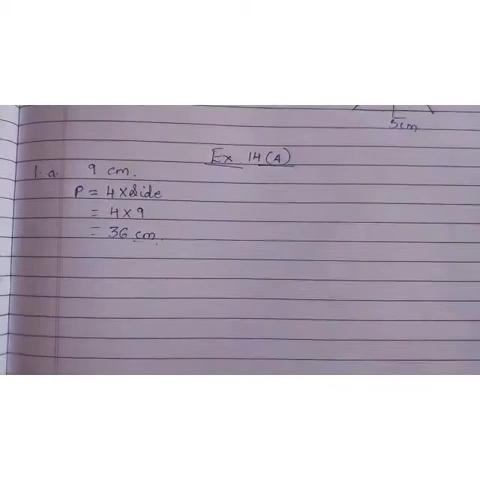 5cm
Ex 14 (A)
1. a. 9 cm.
P = 4 x side
= 4 x 9
= 36 cm.